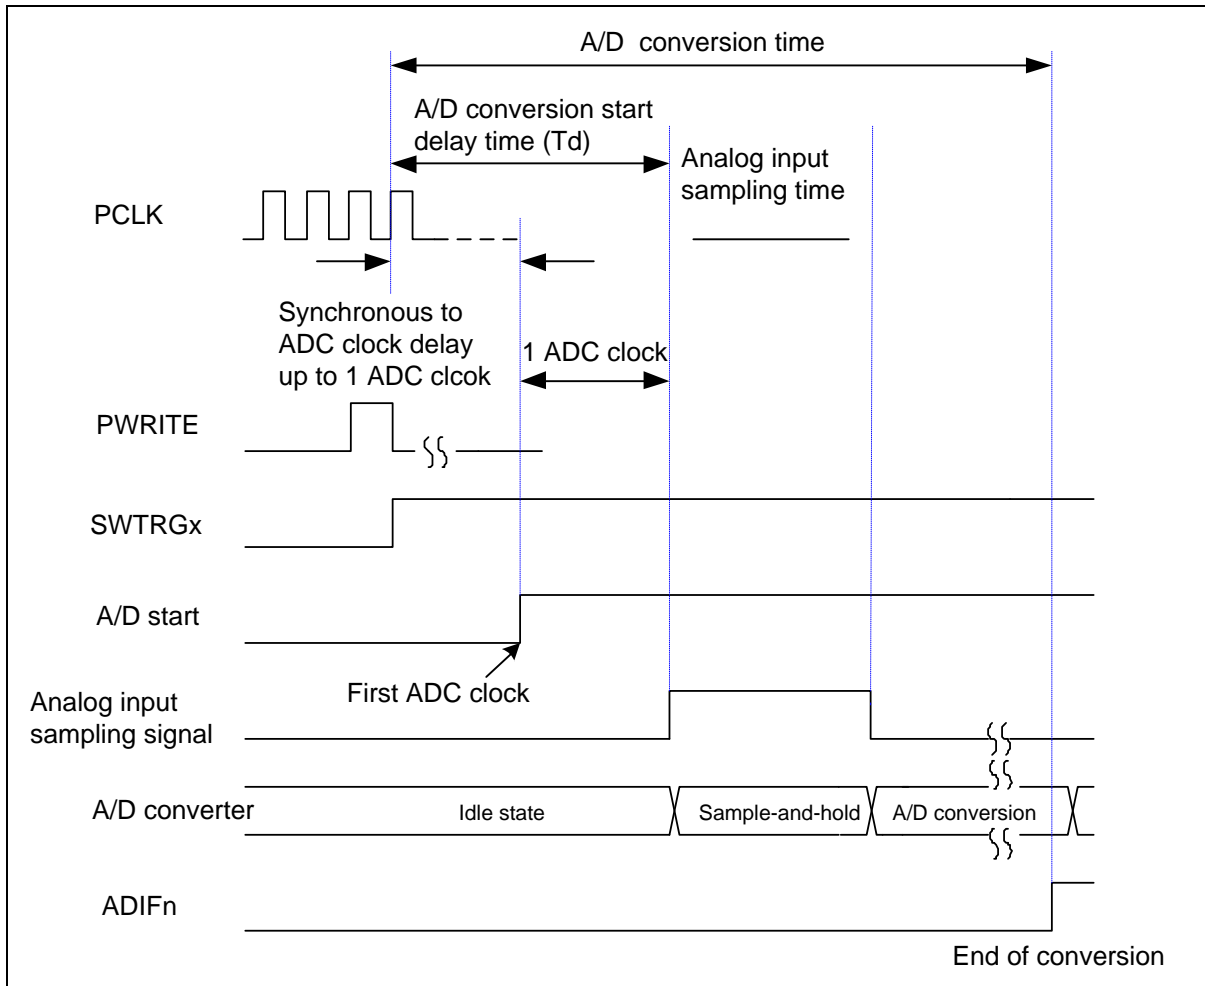 A/D conversion time
A/D conversion start
delay time (Td)
Analog input
sampling time
PCLK
Synchronous to
ADC clock delay
up to 1 ADC clcok
1 ADC clock
PWRITE
SWTRGx
A/D start
First ADC clock
Analog input
sampling signal
A/D converter
Idle state
Sample-and-hold
A/D conversion
ADIFn
End of conversion